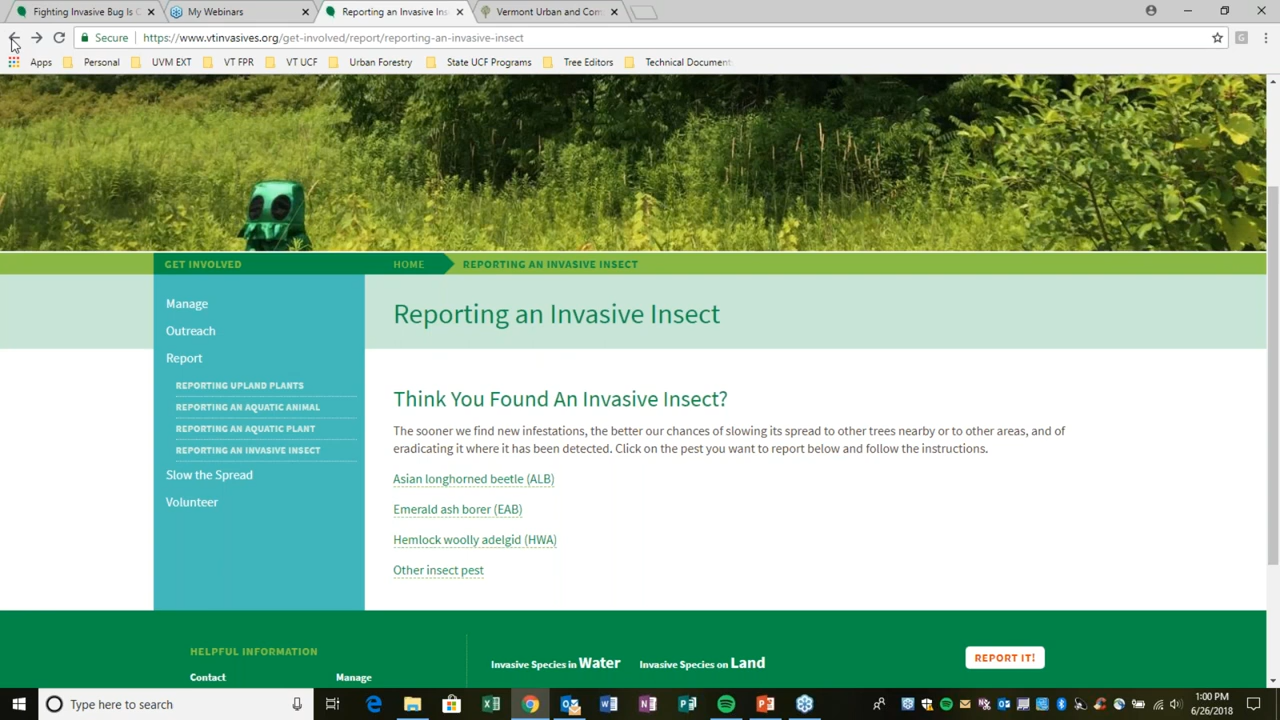 Fighting Invasive Bug Is
My Webinars
Reporting an Invasive Ins
Vermont Urban and Com
Secure
https://www.vtinvasives.org/get-involved/report/reporting-an-invasive-insect
Apps
Personal
UVM EXT
VT FPR
VT UCF
Urban Forestry
State UCF Programs
Tree Editors
Technical Document
GET INVOLVED
HOME
REPORTING AN INVASIVE INSECT
Manage
Outreach
Report
REPORTING UPLAND PLANTS
REPORTING AN AQUATIC ANIMAL
REPORTING AN AQUATIC PLANT
REPORTING AN INVASIVE INSECT
Slow the Spread
Volunteer
Reporting an Invasive Insect
Think You Found An Invasive Insect?
The sooner we find new infestations, the better our chances of slowing its spread to other trees nearby or to other areas, and of
eradicating it where it has been detected. Click on the pest you want to report below and follow the instructions.
Asian longhorned beetle (ALB)
Emerald ash borer (EAB)
Hemlock woolly adelgid (HWA)
Other insect pest
HELPFUL INFORMATION
Contact
Manage
Invasive Species in Water
Invasive Species on Land
REPORT IT!
Type here to search
1:00 PM
6/26/2018